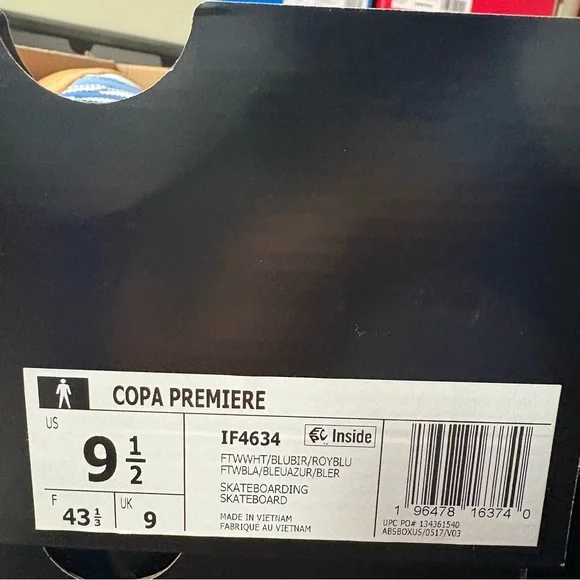 COPA PREMIERE
US
9 1/2
F
43 1/3
UK
9
IF4634
Inside
FTWWHT/BLUBIR/ROYBLU
FTWBLA/BLEUAZUR/BLER
SKATEBOARDING
SKATEBOARD
MADE IN VIETNAM
FABRIQUÉ AU VIETNAM
1 96478 16374 0
UPC PO# 134361540
ABSBOXUS/0517/V03